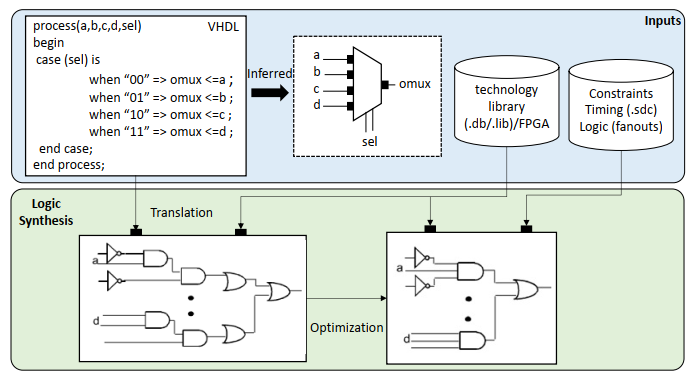 Inputs
process(a,b,c,d,sel) VHDL
begin
case (sel) is
when “00” => omux <=a ;
when “01” => omux <=b ;
when “10” => omux <=c ;
when “11” => omux <=d ;
end case;
end process;
Inferred
a
b
c
d
omux
sel
technology
library
(.db/.lib)/FPGA
Constraints
Timing (.sdc)
Logic (fanouts)
Logic
Synthesis
Translation
a
d
Optimization
a
d